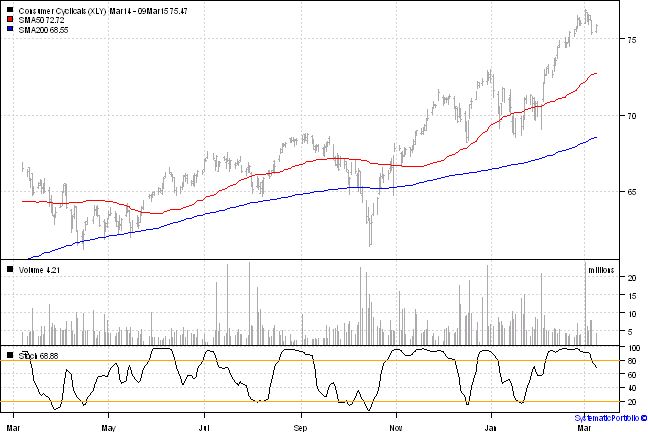 Consumer Cyclicals (XLY) Mar14 - 09Mar15 75.47
SMA50 72.72
SMA200 68.55
75
70
65
Volume 4.21
millions
20
15
10
5
Stoch 68.88
100
80
60
40
20
SystematicPortfolio ©
Mar May Jul Sep Nov Jan Mar